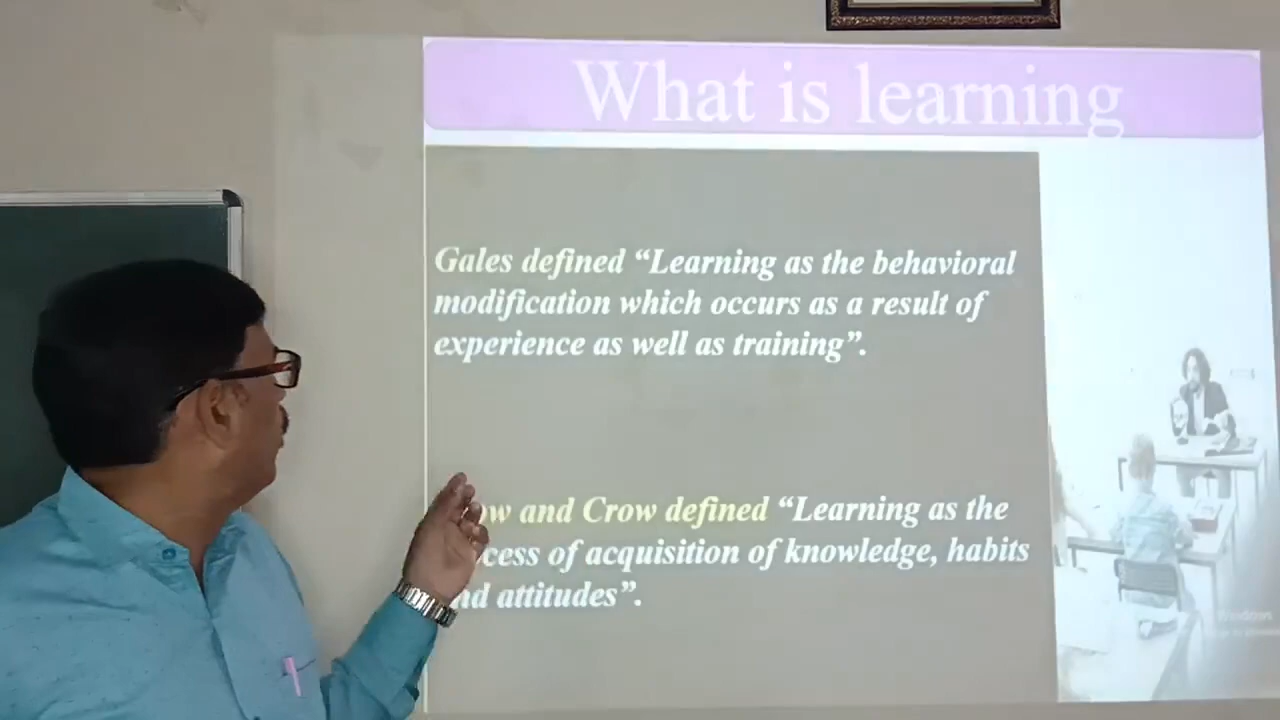 What is learning
Gales defined “Learning as the behavioral
modification which occurs as a result of
experience as well as training”.
and Crow defined “Learning as the
of acquisition of knowledge, habits
attitudes”.